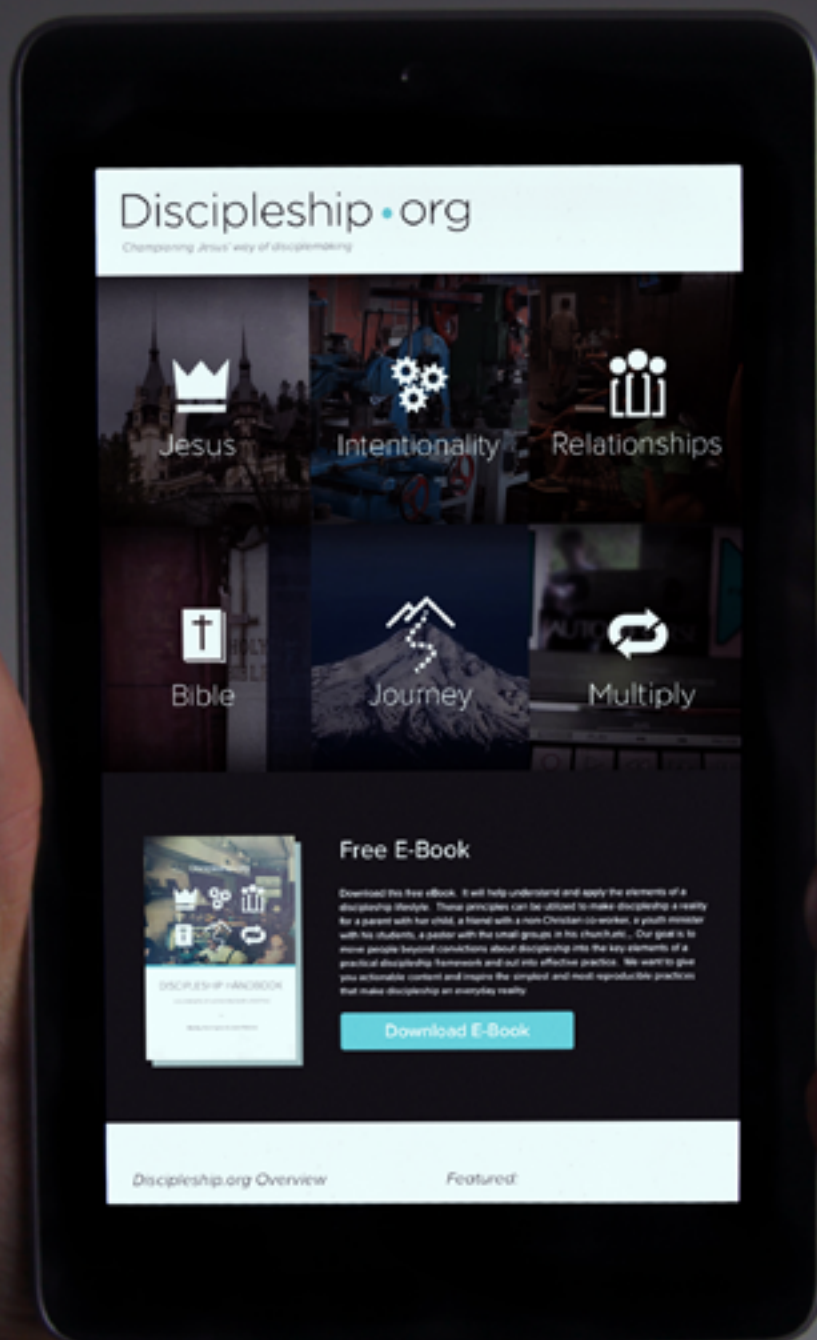 Discipleship•org
Championing Jesus' way of disciplemaking
Jesus
Intentionality
Relationships
Bible
Journey
Multiply
Free E-Book
Download this free eBook. It will help understand and apply the elements of a
discipleship lifestyle. These principles can be utilized to make discipleship a reality
for a parent with her child, a friend with a non-Christian co-worker, a youth minister
with his students, a pastor with the small groups in his church,etc... Our goal is to
move people beyond convictions about discipleship into the key elements of a
practical discipleship framework and out into effective practice. We want to give
you actionable content and inspire the simplest and most reproducible practices
that make discipleship an everyday reality.
DISCIPLESHIP HANDBOOK
Download E-Book
Discipleship.org Overview
Featured: